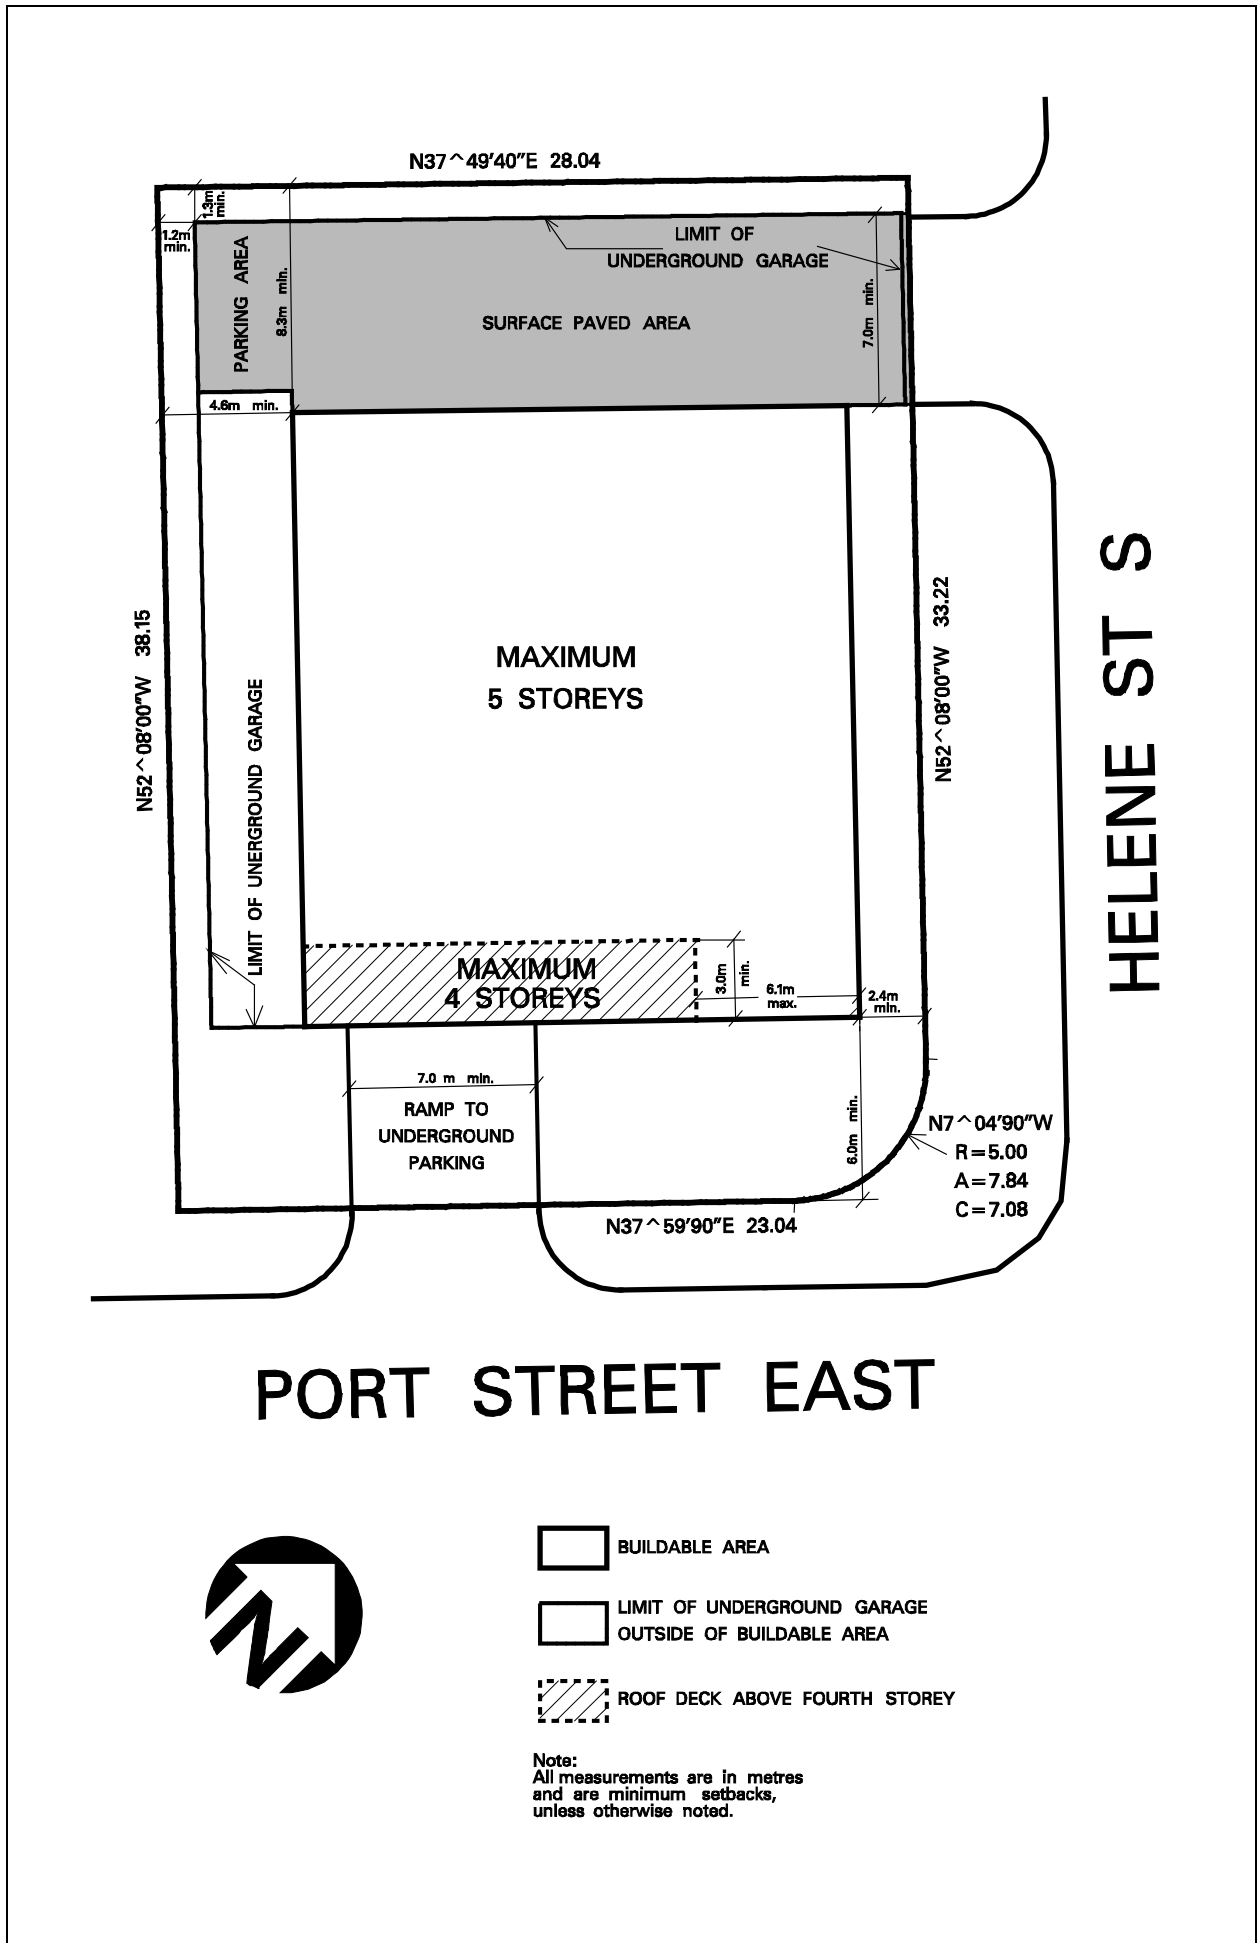 N37^49'40"E 28.04
1.3m
min.
1.2m
min.
PARKING AREA
8.3m min.
LIMIT OF
UNDERGROUND GARAGE
SURFACE PAVED AREA
7.0m min.
4.6m min.
N52^08'00"W 38.15
LIMIT OF UNERGROUND GARAGE
MAXIMUM
5 STOREYS
N52^08'00"W 33.22
HELENE ST S
MAXIMUM
4 STOREYS
3.0m
min.
6.1m
max.
2.4m
min.
7.0 m min.
RAMP TO
UNDERGROUND
PARKING
6.0m min.
N7^04'90"W
R=5.00
A=7.84
C=7.08
N37^59'90"E 23.04
PORT STREET EAST
N
BUILDABLE AREA
LIMIT OF UNDERGROUND GARAGE
OUTSIDE OF BUILDABLE AREA
ROOF DECK ABOVE FOURTH STOREY
Note:
All measurements are in metres
and are minimum setbacks,
unless otherwise noted.